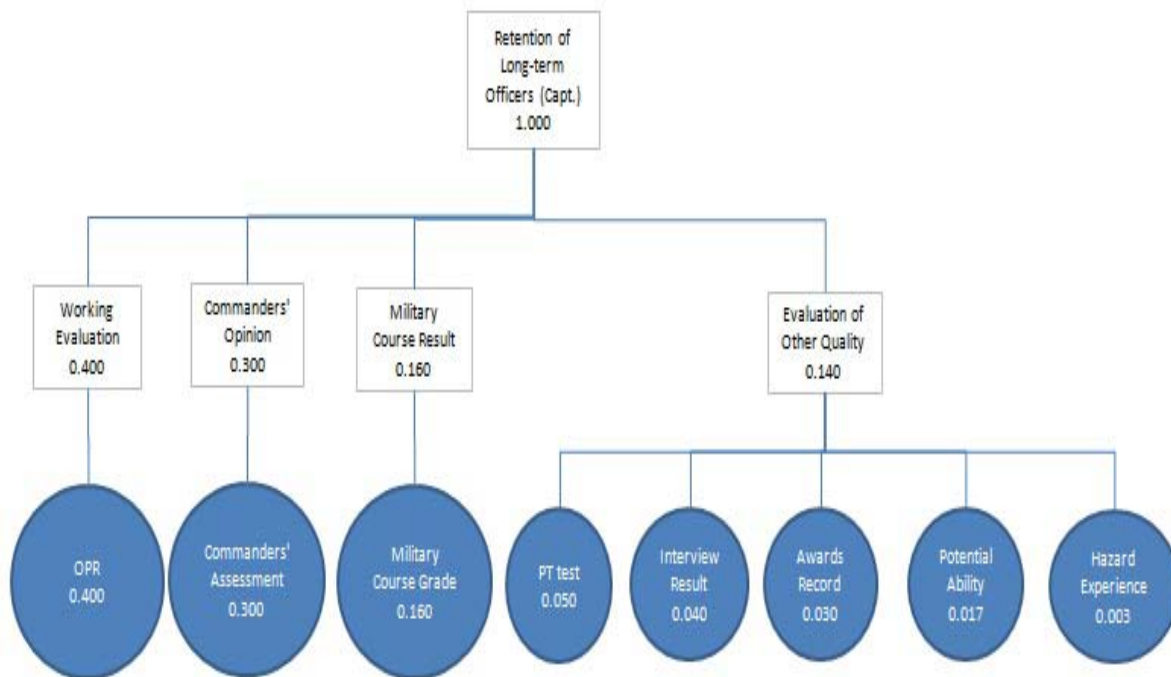 Retention of
Long-term
Officers (Capt.)
1.000
Working
Evaluation
0.400
Commanders'
Opinion
0.300
Military
Course Result
0.160
Evaluation of
Other Quality
0.140
OPR
0.400
Commanders'
Assessment
0.300
Military
Course Grade
0.160
PT test
0.050
Interview
Result
0.040
Awards
Record
0.030
Potential
Ability
0.017
Hazard
Experience
0.003